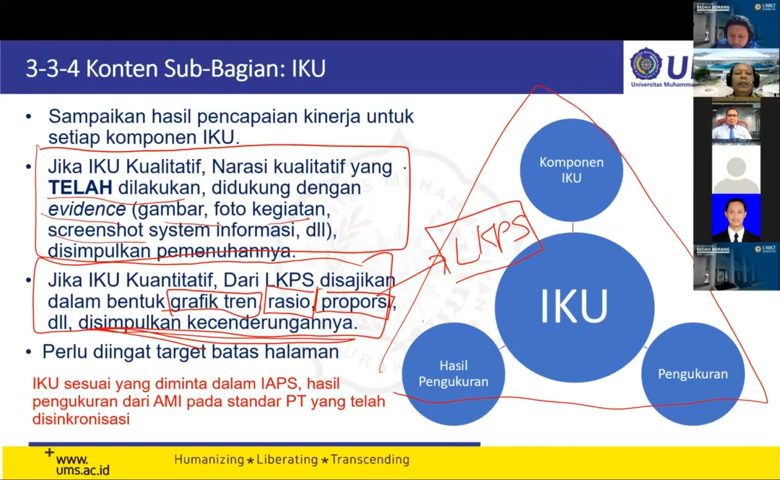 3-3-4 Konten Sub-Bagian: IKU
Universitas Muhammad
BEDAH BORANG
• Sampaikan hasil pencapaian kinerja untuk
setiap komponen IKU.
• Jika IKU Kualitatif, Narasi kualitatif yang
TELAH dilakukan, didukung dengan
evidence (gambar, foto kegiatan,
screenshot system informasi, dll),
disimpulkan pemenuhannya.
• Jika IKU Kuantitatif, Dari LKPS disajikan
dalam bentuk grafik tren, rasio, proporsi,
dll, disimpulkan kecenderungannya.
• Perlu diingat target batas halaman
IKU sesuai yang diminta dalam IAPS, hasil
pengukuran dari AMI pada standar PT yang telah
disinkronisasi
LKPS
Komponen
IKU
IKU
Hasil
Pengukuran
Pengukuran
www.
ums.ac.id
Humanizing ★ Liberating ★ Transcending